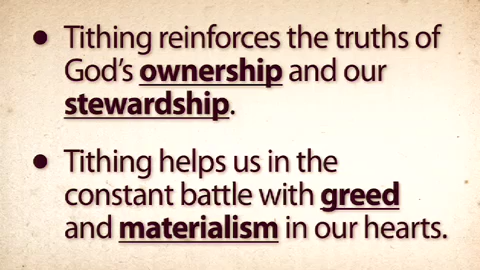 • Tithing reinforces the truths of
God's ownership and our
stewardship.
• Tithing helps us in the
constant battle with greed
and materialism in our hearts.